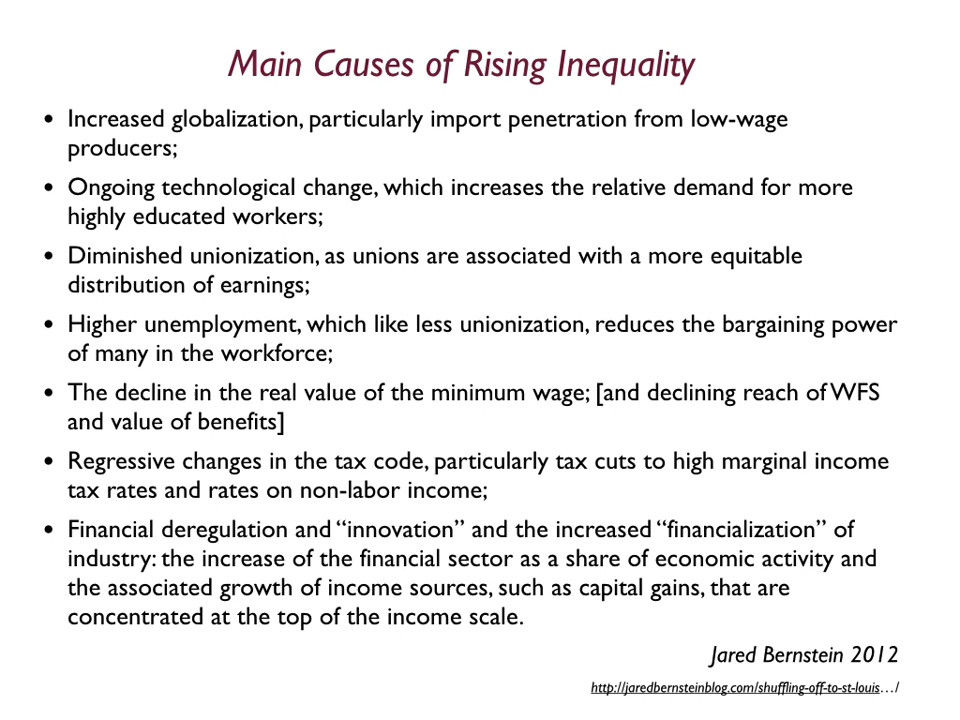 Main Causes of Rising Inequality
• Increased globalization, particularly import penetration from low-wage
producers;
• Ongoing technological change, which increases the relative demand for more
highly educated workers;
• Diminished unionization, as unions are associated with a more equitable
distribution of earnings;
• Higher unemployment, which like less unionization, reduces the bargaining power
of many in the workforce;
• The decline in the real value of the minimum wage; [and declining reach of WFS
and value of benefits]
• Regressive changes in the tax code, particularly tax cuts to high marginal income
tax rates and rates on non-labor income;
• Financial deregulation and “innovation” and the increased “financialization” of
industry: the increase of the financial sector as a share of economic activity and
the associated growth of income sources, such as capital gains, that are
concentrated at the top of the income scale.
Jared Bernstein 2012
http://jaredbernsteinblog.com/shuffling-off-to-st-louis…/